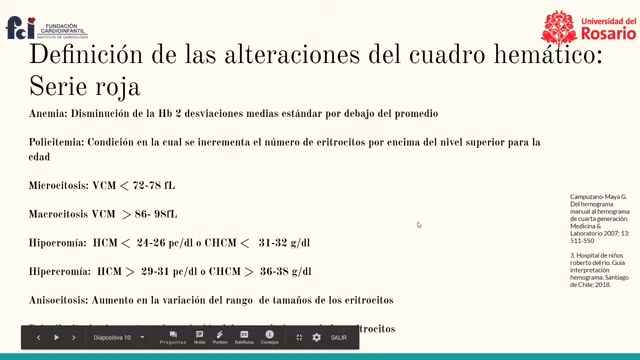 fci
FUNDACIÓN
CARDIOINFANTIL
INSTITUTO DE CARDIOLOGÍA
Universidad del
Rosario
Definición de las alteraciones del cuadro hemático:
Serie roja
Anemia: Disminución de la Hb 2 desviaciones medias estándar por debajo del promedio
Policitemia: Condición en la cual se incrementa el número de eritrocitos por encima del nivel superior para la
edad
Microcitosis: VCM < 72-78 fL
Macrocitosis VCM > 86- 98fL
Hipocromía: HCM < 24-26 pc/dl o CHCM < 31-32 g/dl
Hipercromía: HCM > 29-31 pc/dl o CHCM > 36-38 g/dl
Anisocitosis: Aumento en la variación del rango de tamaños de los eritrocitos
eritrocitos
Campuzano-Maya G.
Del hemograma
manual al hemograma
de cuarta generación.
Medicina &
Laboratorio 2007; 13:
511-550
3. Hospital de niños
roberto del río. Guía
interpretación
hemograma, Santiago
de Chile; 2018.
Diapositiva 10
Preguntas
Notas
Puntero
Subtítulos
Consejos
SALIR